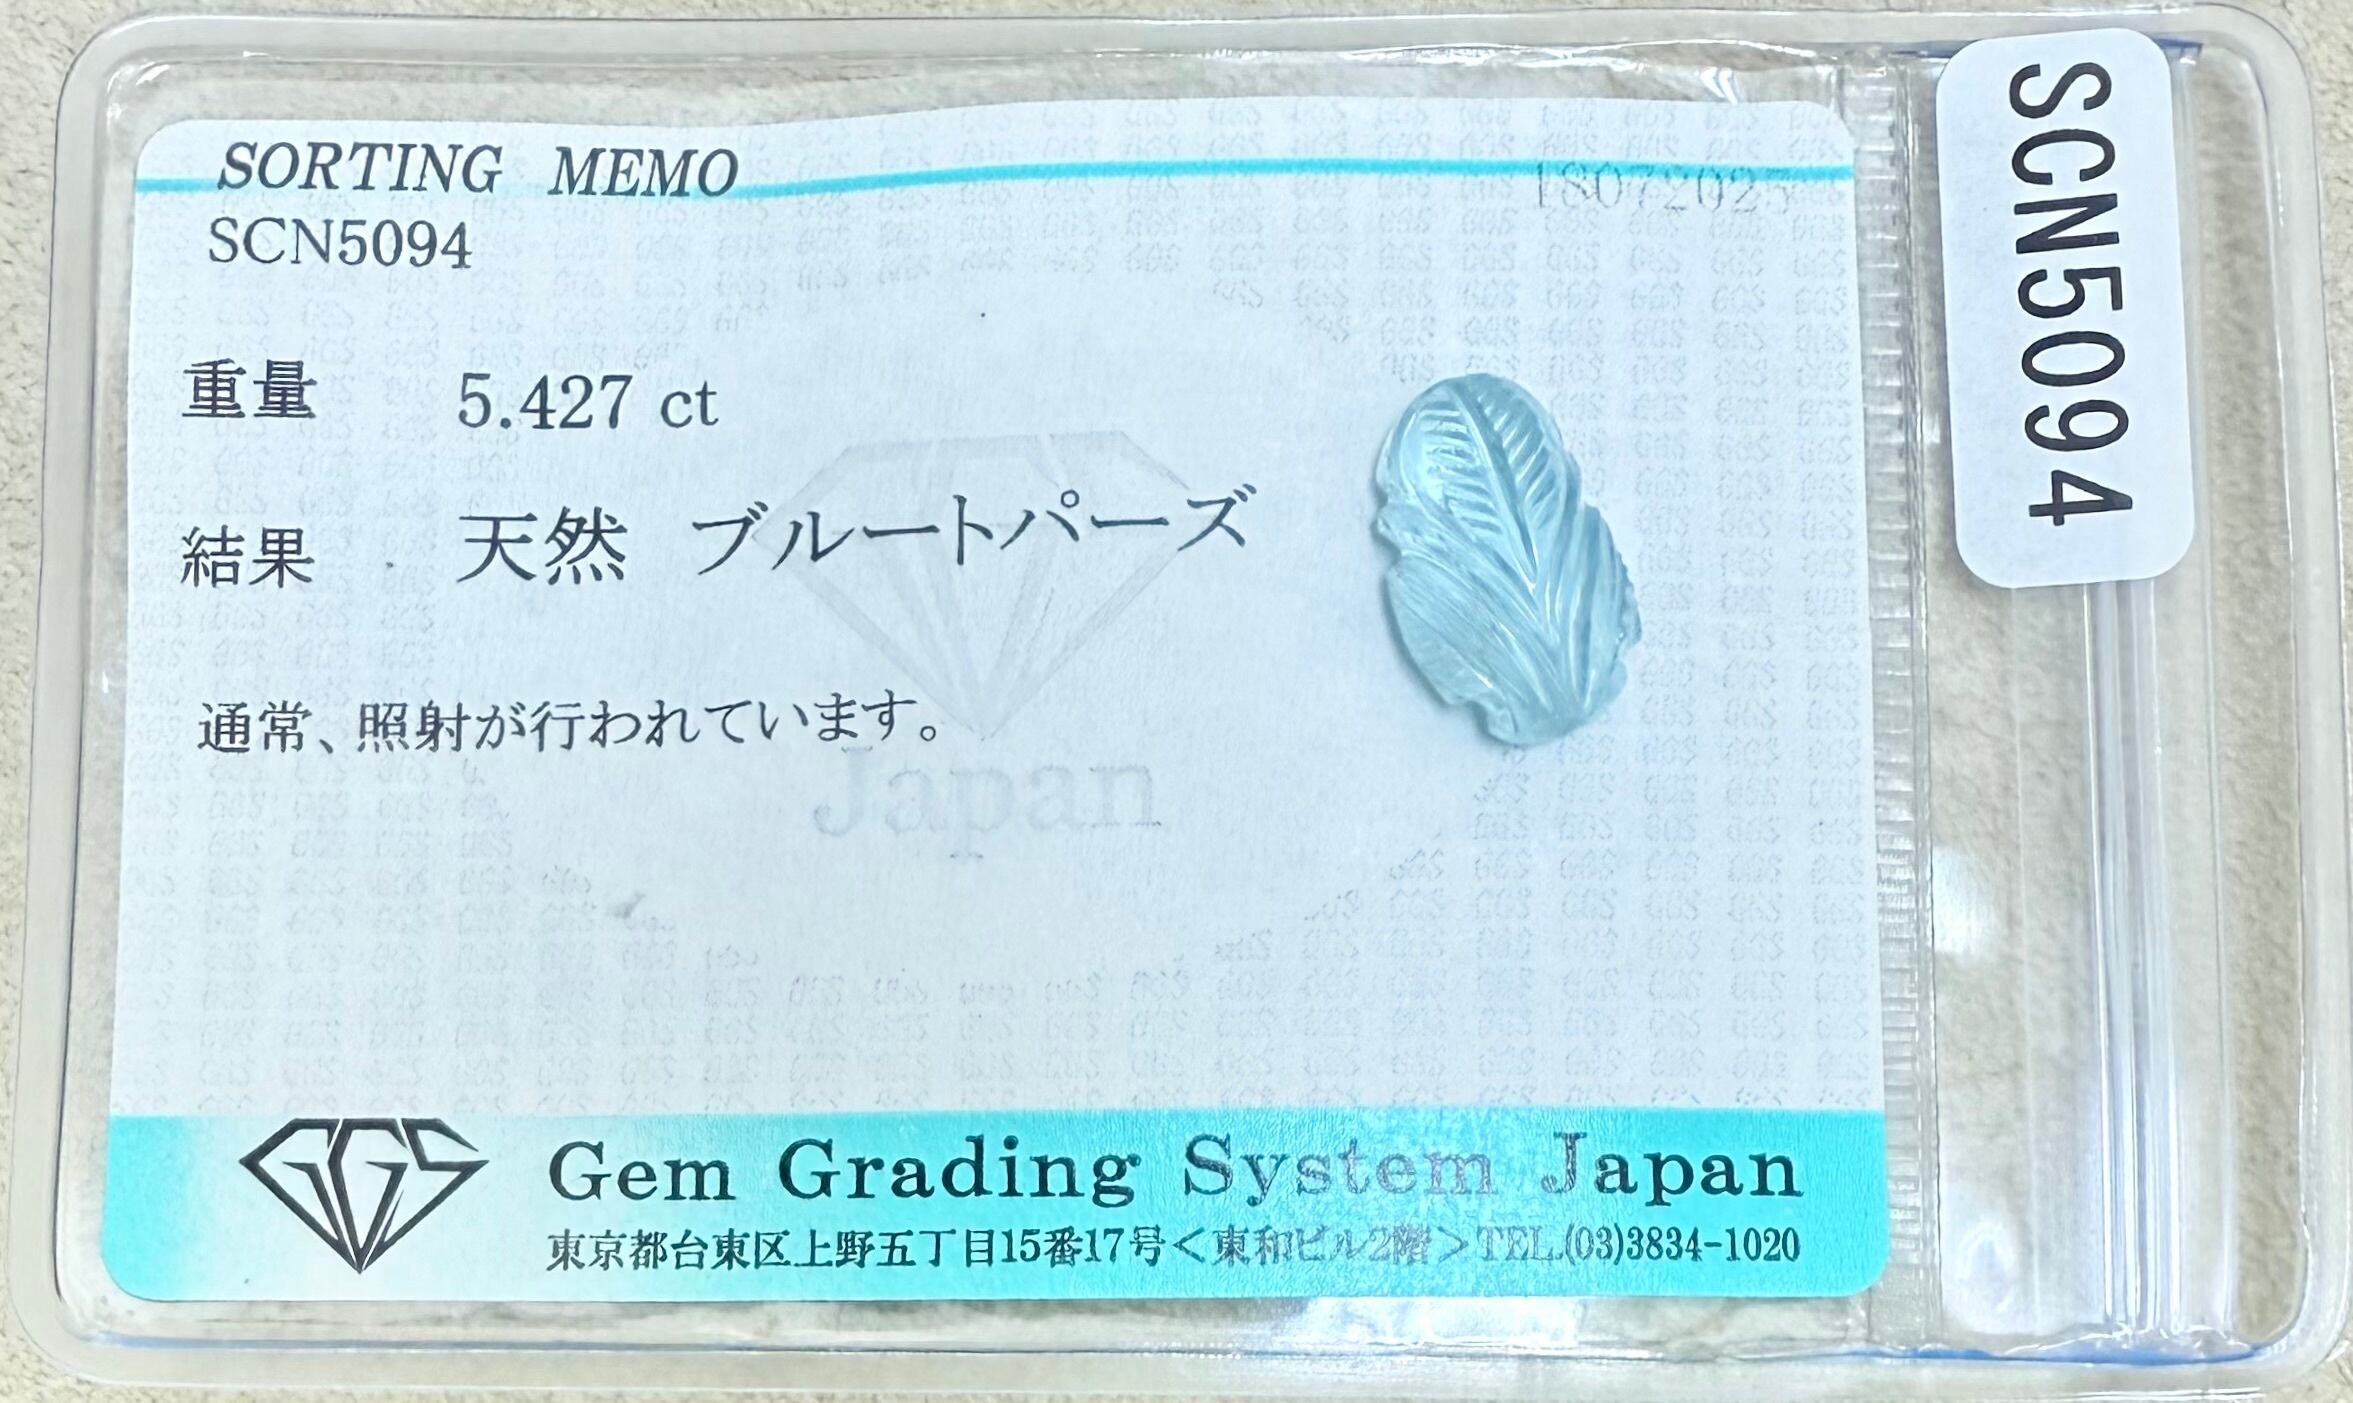 SORTING MEMO
18072023
SCN5094
重量 5.427 ct
結果 天然 ブルートパーズ
通常、照射が行われています。
Japan
GGS
Gem Grading System Japan
東京都台東区上野五丁目15番17号＜東和ビル2階＞TEL.(03)3834-1020
SCN5094